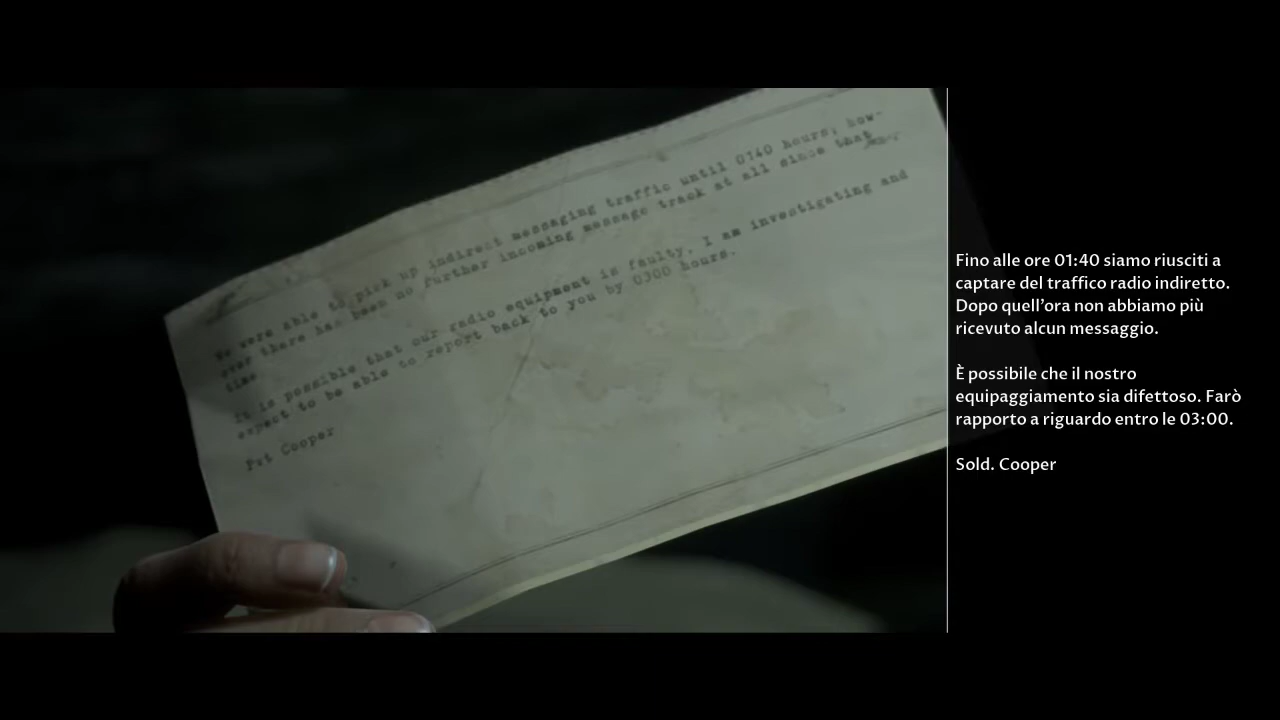 We were able to pick up indirect messaging traffic until 0140 hours; how-
ever there has been no further incoming message track at all since that
time
It is possible that our radio equipment is faulty. I am investigating and
expect to be able to report back to you by 0300 hours.
Pvt Cooper
Fino alle ore 01:40 siamo riusciti a
captare del traffico radio indiretto.
Dopo quell'ora non abbiamo più
ricevuto alcun messaggio.
È possibile che il nostro
equipaggiamento sia difettoso. Farò
rapporto a riguardo entro le 03:00.
Sold. Cooper